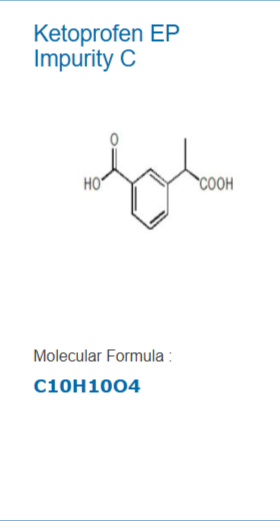 Ketoprofen EP
Impurity C
O
HO
COOH
Molecular Formula :
C10H10O4